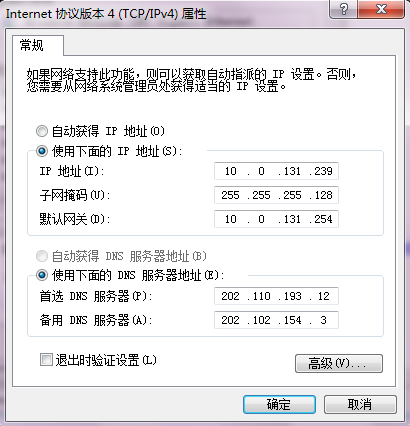 Internet 协议版本 4 (TCP/IPv4) 属性
常规
如果网络支持此功能，则可以获取自动指派的 IP 设置。否则，
您需要从网络系统管理员处获得适当的 IP 设置。
自动获得 IP 地址(O)
使用下面的 IP 地址(S):
IP 地址(I): 10 . 0 .131 .239
子网掩码(U): 255 .255 .255 .128
默认网关(D): 10 . 0 .131 .254
自动获得 DNS 服务器地址(B)
使用下面的 DNS 服务器地址(E):
首选 DNS 服务器(P): 202 .110 .193 . 12
备用 DNS 服务器(A): 202 .102 .154 . 3
退出时验证设置(L)
高级(V)...
确定 取消